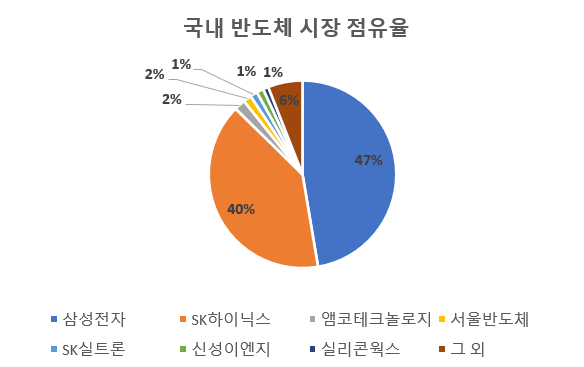 국내 반도체 시장 점유율
1%
1%
1%
2%
2%
6%
47%
40%
삼성전자
SK하이닉스
앰코테크놀로지
서울반도체
SK실트론
신성이엔지
실리콘웍스
그 외